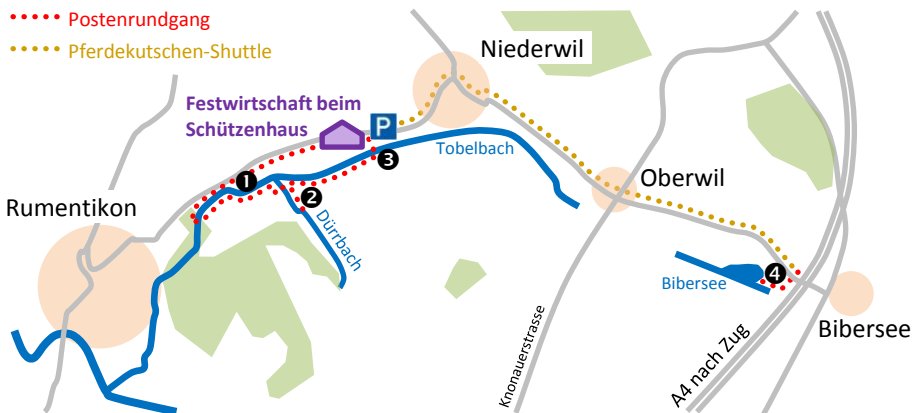 Postenrundgang
Pferdekutschen-Shuttle
Niederwil
Festwirtschaft beim
Schützenhaus
P
Tobelbach
3
1
2
Oberwil
Rumentikon
Dürrbach
4
Bibersee
Bibersee
Knonauerstrasse
A4 nach Zug